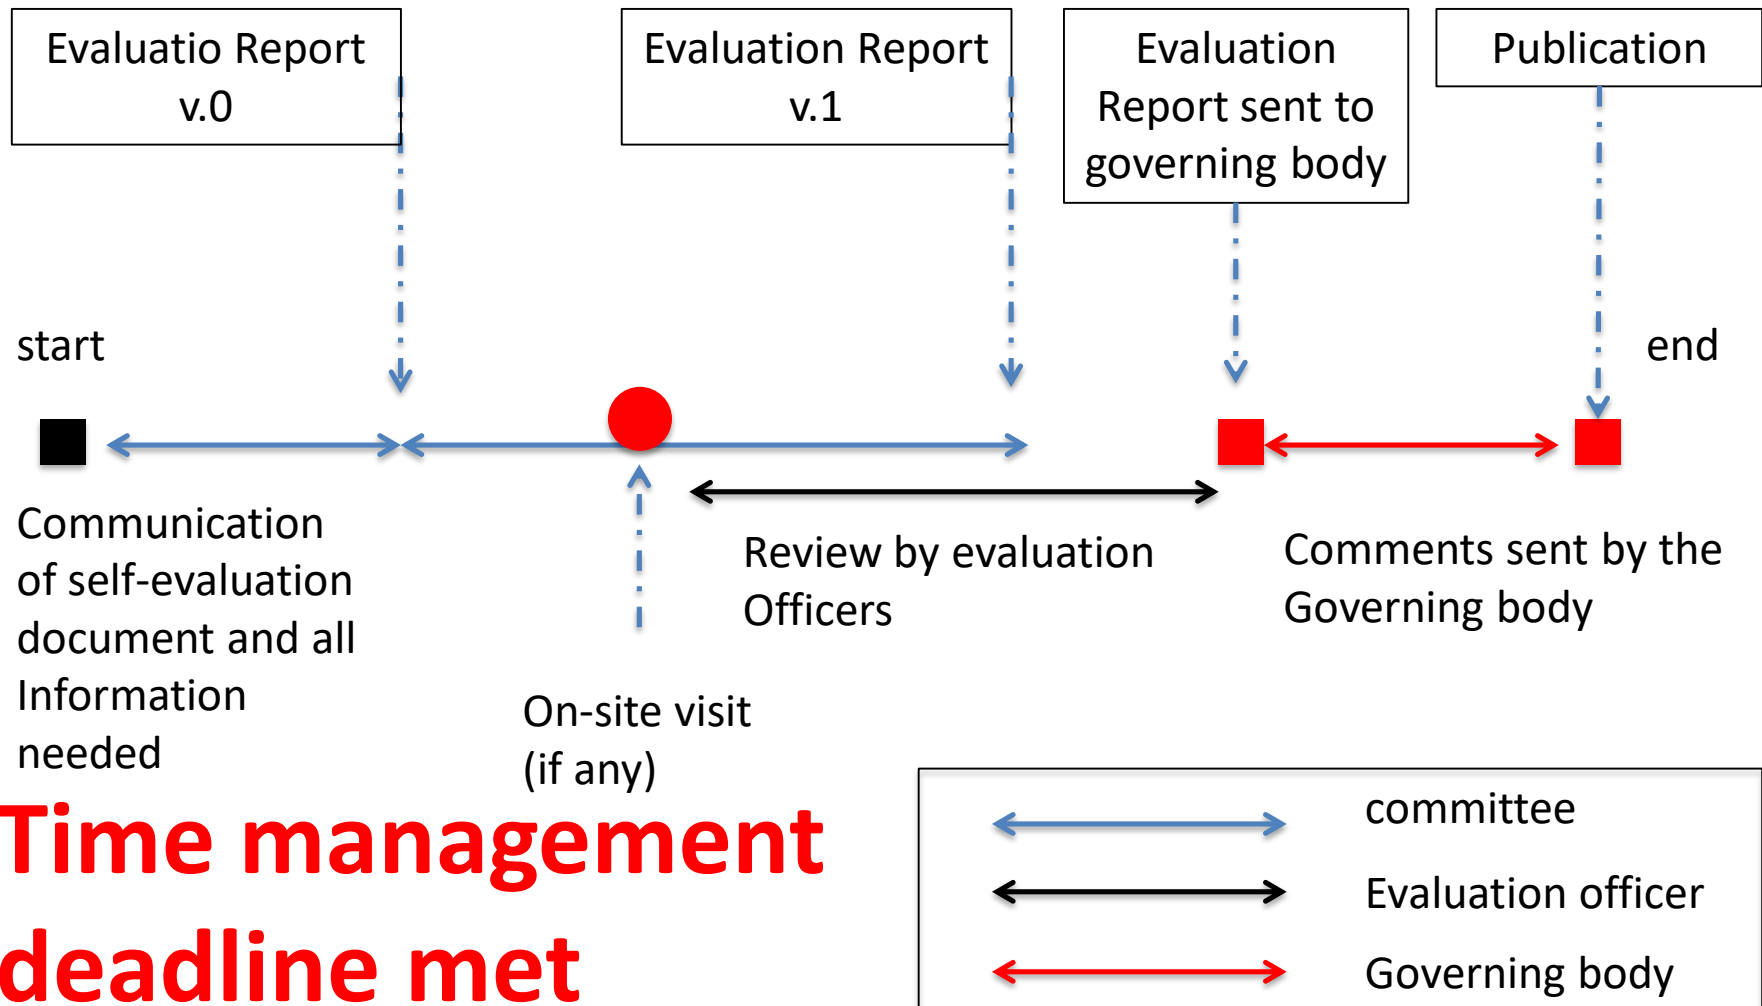 Evaluatio Report
v.0
Evaluation Report
v.1
Evaluation
Report sent to
governing body
Publication
start
end
Communication
of self-evaluation
document and all
Information
needed
On-site visit
(if any)
Review by evaluation
Officers
Comments sent by the
Governing body
Time management
deadline met
committee
Evaluation officer
Governing body